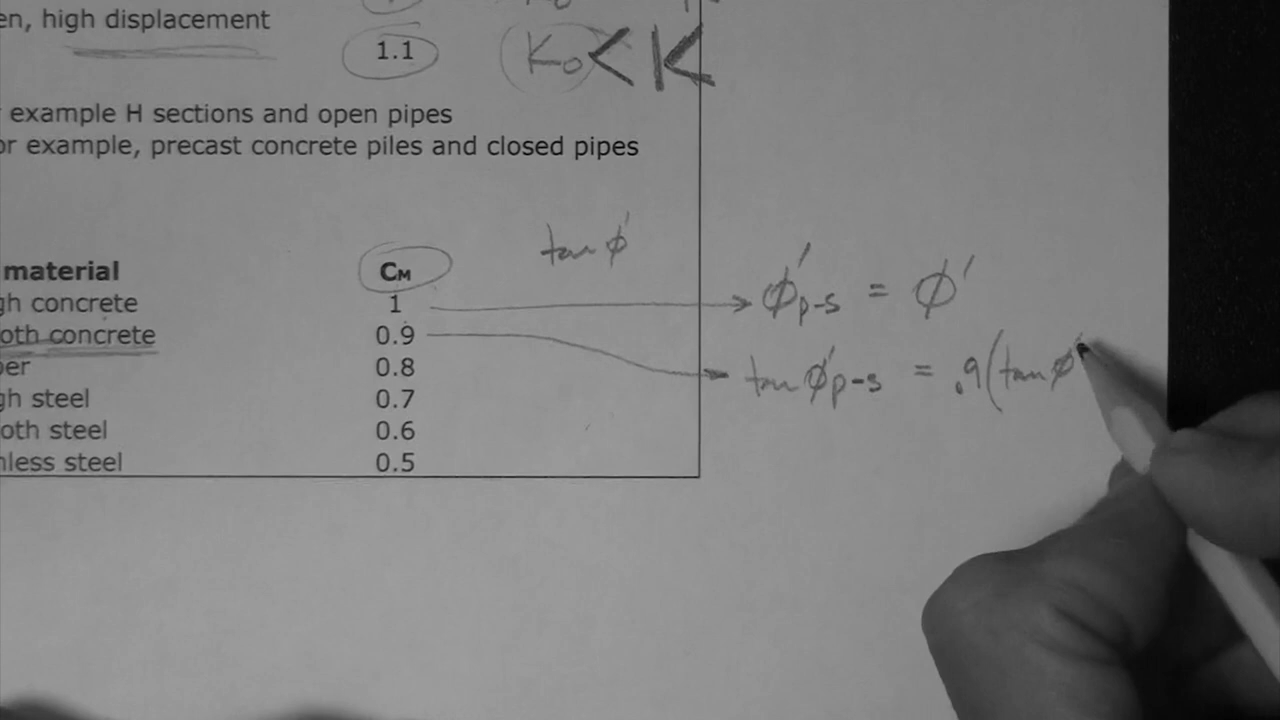 en, high displacement
1.1 K₀ < K
example H sections and open pipes
or example, precast concrete piles and closed pipes
tan ϕ'
material CM
gh concrete 1 ϕ'p-s = ϕ'
oth concrete 0.9
tan ϕ'p-s = .9(tan ϕ'
er 0.8
gh steel 0.7
oth steel 0.6
nless steel 0.5